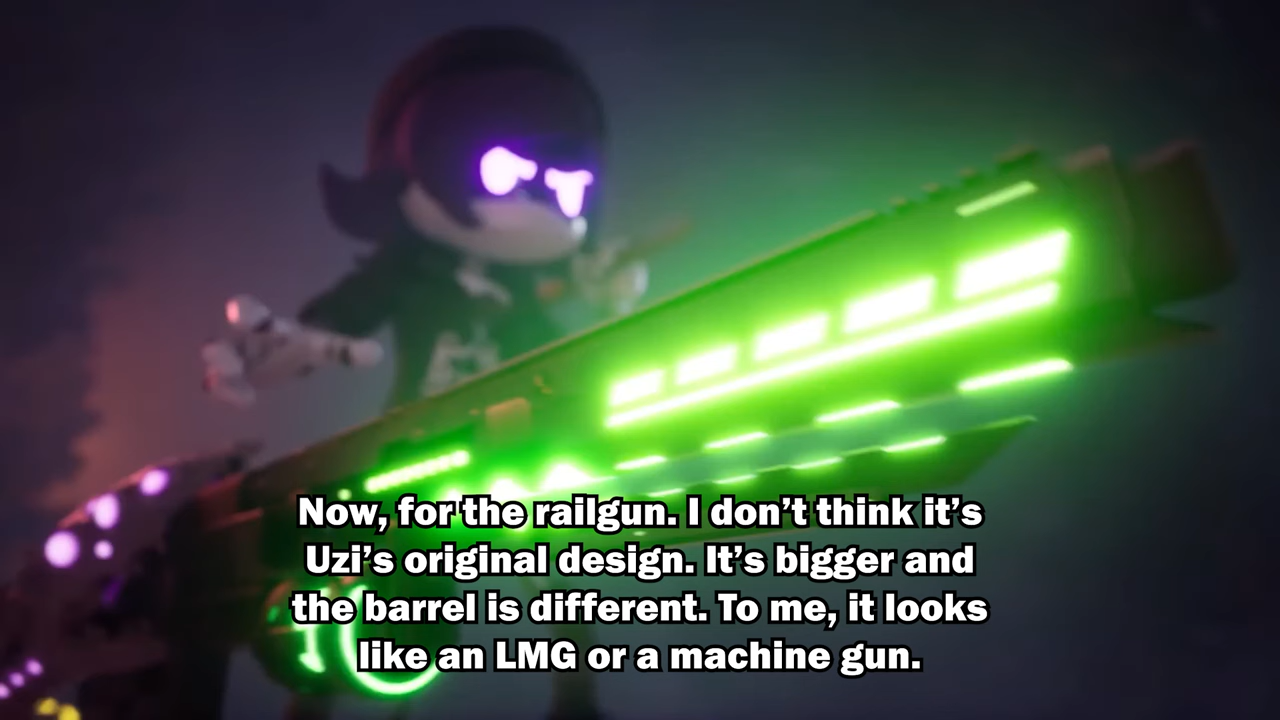 Now, for the railgun. I don’t think it’s
Uzi’s original design. It’s bigger and
the barrel is different. To me, it looks
like an LMG or a machine gun.